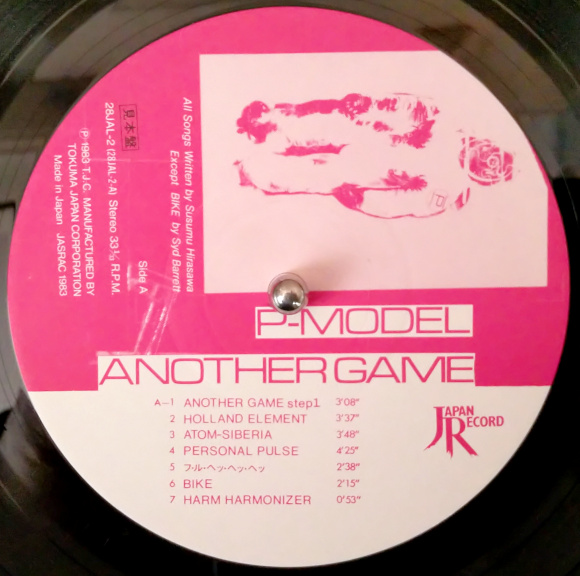 All Songs Written by Susumu Hirasawa
Except BIKE by Syd Barrett
見本盤
28JAL-2 (28JAL-2-A) Stereo 33⅓ R.P.M.
Ⓟ 1983 T.J.C. MANUFACTURED BY
TOKUMA JAPAN CORPORATION
Made in Japan JASRAC 1983
Side A
P-MODEL
ANOTHER GAME
A-1 ANOTHER GAME step1 3'08"
2 HOLLAND ELEMENT 3'37"
3 ATOM-SIBERIA 3'48"
4 PERSONAL PULSE 4'25"
5 フ・ル・ヘッ・ヘッ・ヘッ 2'38"
6 BIKE 2'15"
7 HARM HARMONIZER 0'53"
JAPAN
RECORD